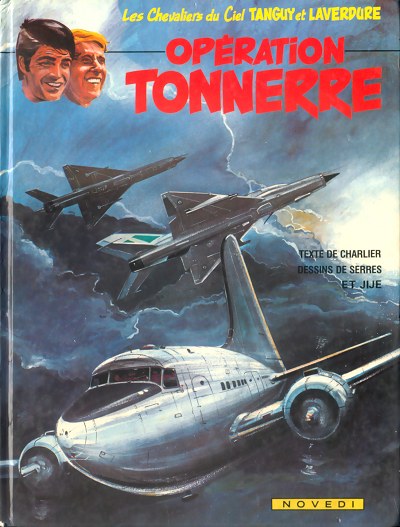 Les Chevaliers du Ciel TANGUY et LAVERDURE
OPÉRATION
TONNERRE
TEXTE DE CHARLIER
DESSINS DE SERRES
ET JIJE
NOVEDI